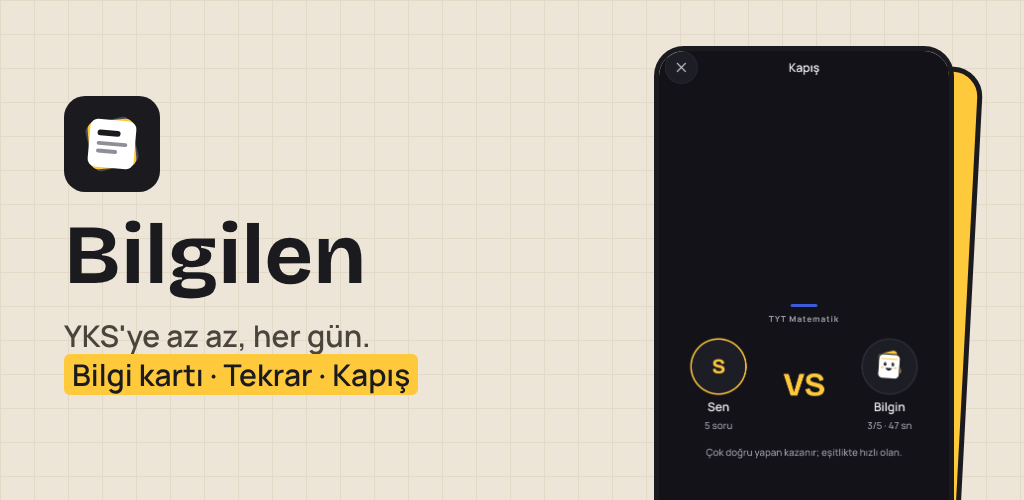 Bilgilen
YKS'ye az az, her gün.
Bilgi kartı · Tekrar · Kapış
Kapış
TYT Matematik
S
VS
Sen
Bilgin
5 soru
3/5 · 47 sn
Çok doğru yapan kazanır; eşitlikte hızlı olan.